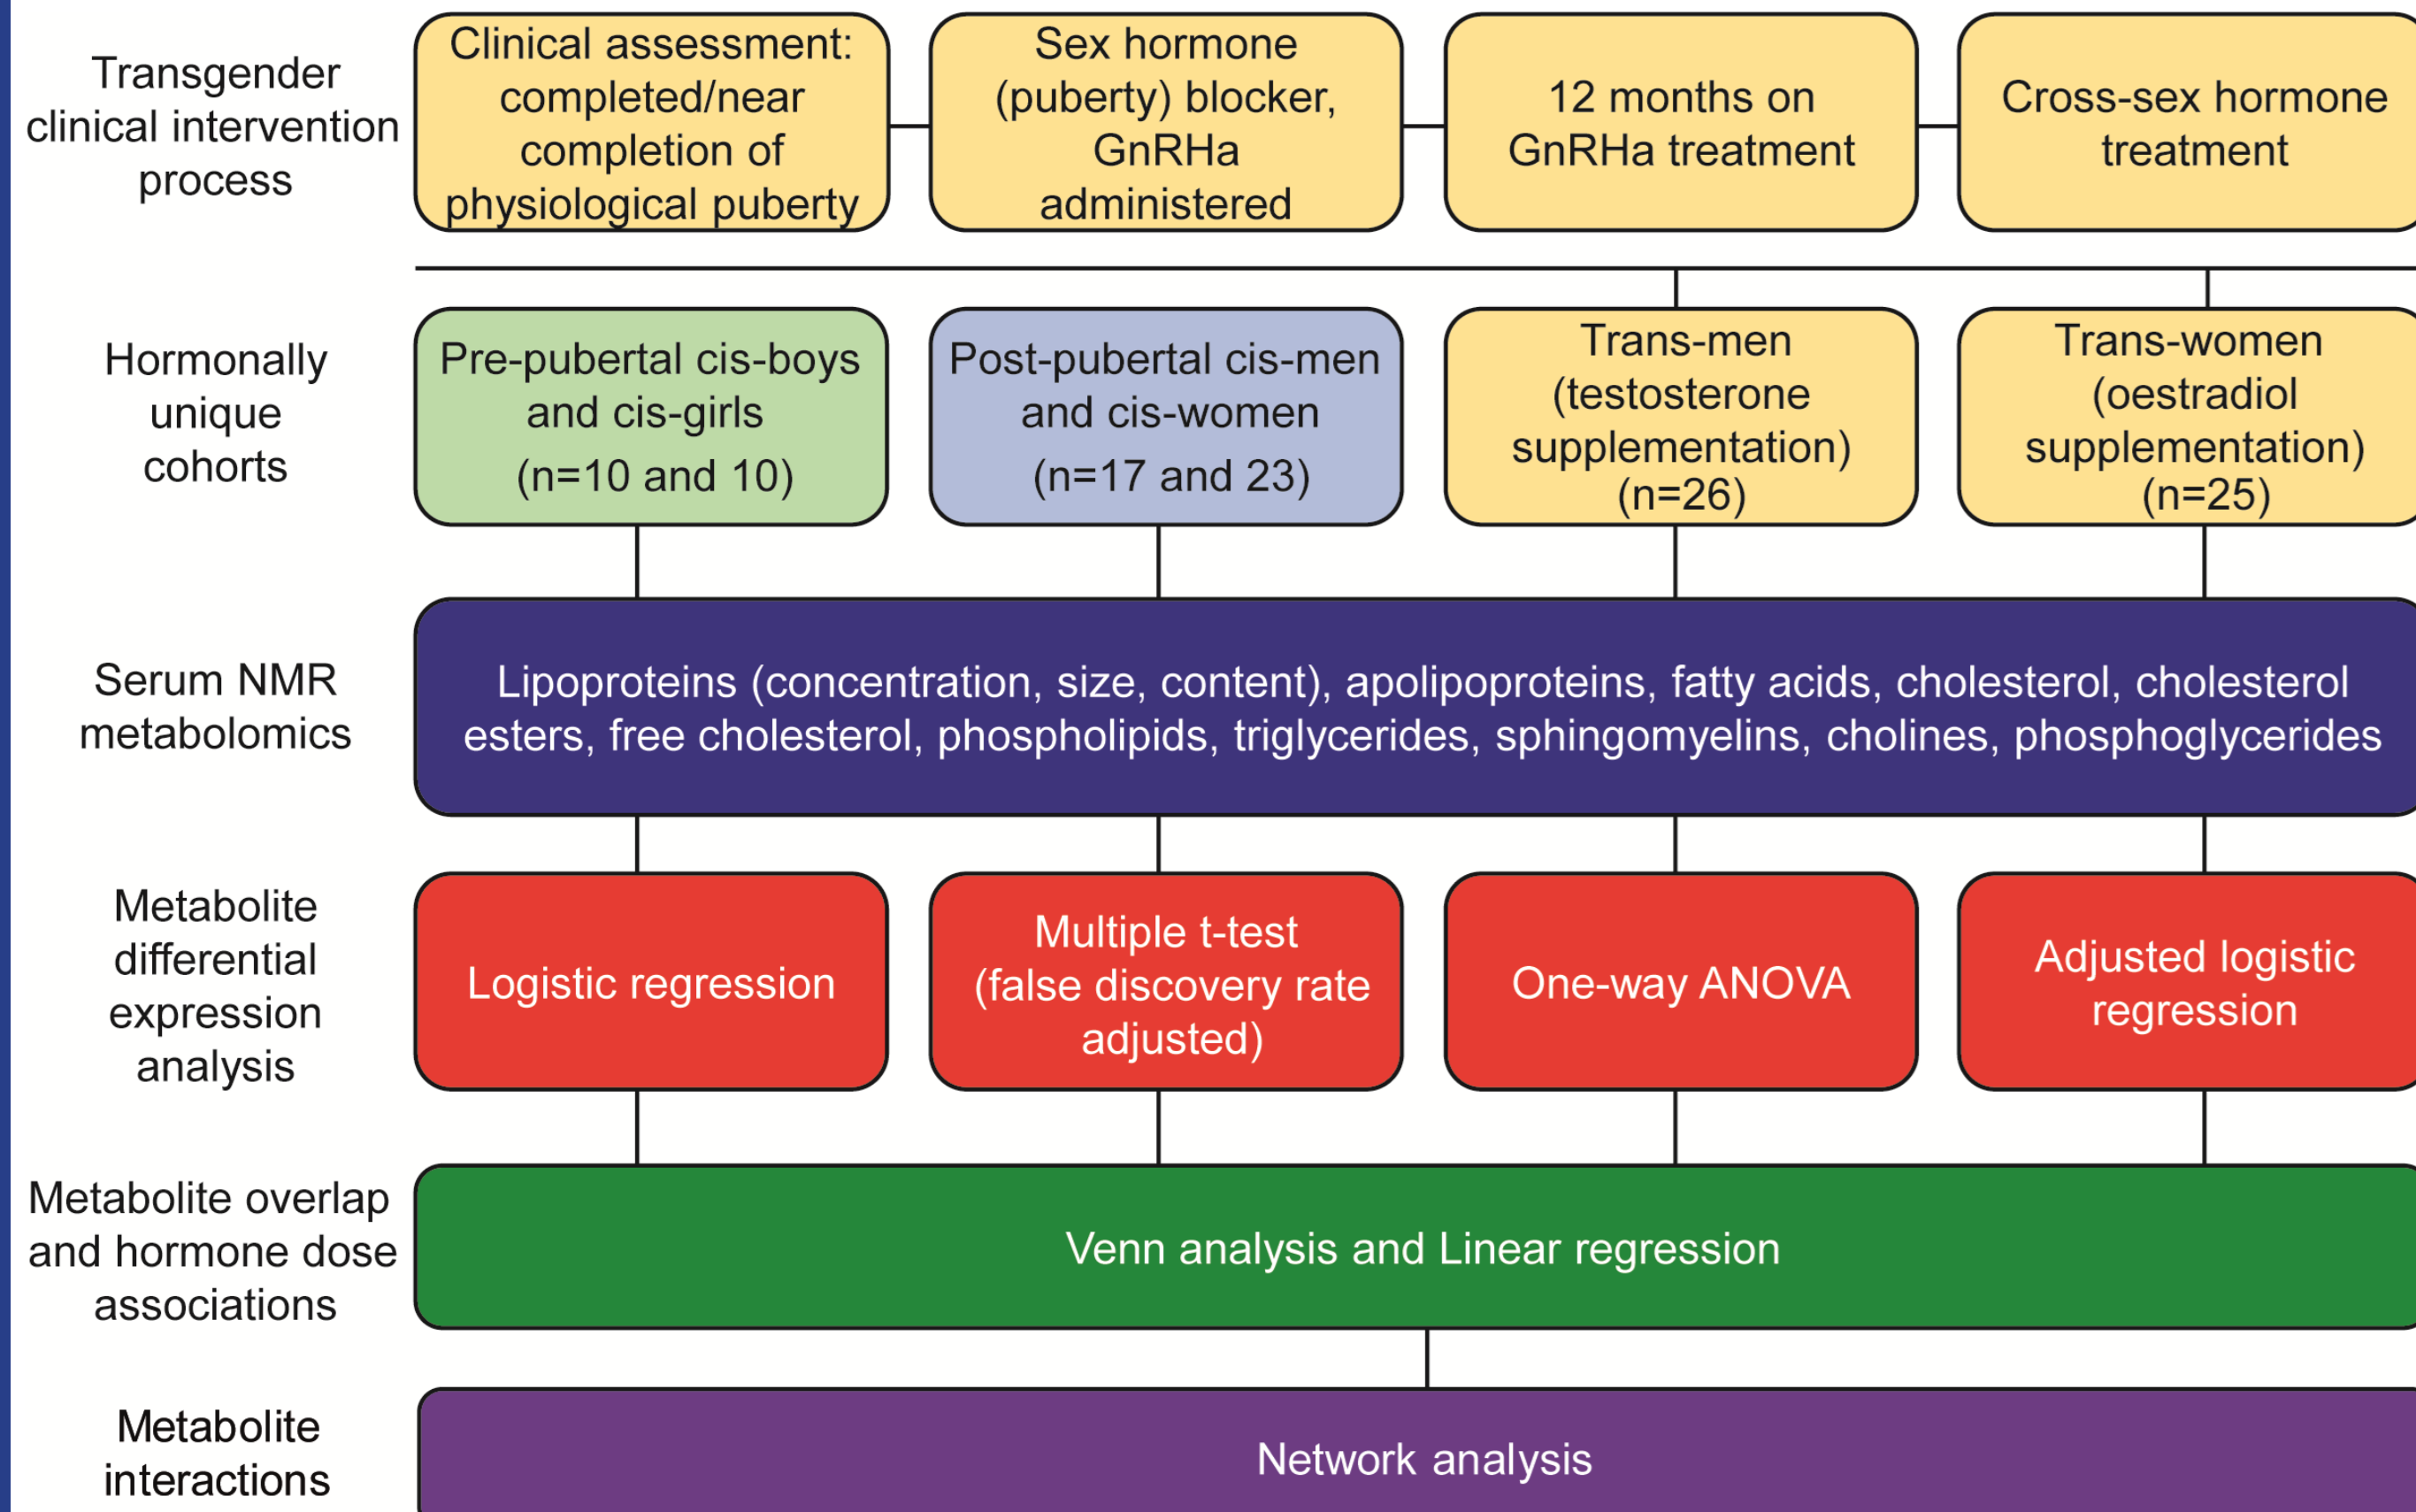 Transgender
clinical intervention
process
Clinical assessment:
completed/near
completion of
physiological puberty
Sex hormone
(puberty) blocker,
GnRHa
administered
12 months on
GnRHa treatment
Cross-sex hormone
treatment
Hormonally
unique
cohorts
Pre-pubertal cis-boys
and cis-girls
(n=10 and 10)
Post-pubertal cis-men
and cis-women
(n=17 and 23)
Trans-men
(testosterone
supplementation)
(n=26)
Trans-women
(oestradiol
supplementation)
(n=25)
Serum NMR
metabolomics
Lipoproteins (concentration, size, content), apolipoproteins, fatty acids, cholesterol, cholesterol
esters, free cholesterol, phospholipids, triglycerides, sphingomyelins, cholines, phosphoglycerides
Metabolite
differential
expression
analysis
Logistic regression
Multiple t-test
(false discovery rate
adjusted)
One-way ANOVA
Adjusted logistic
regression
Metabolite overlap
and hormone dose
associations
Venn analysis and Linear regression
Metabolite
interactions
Network analysis